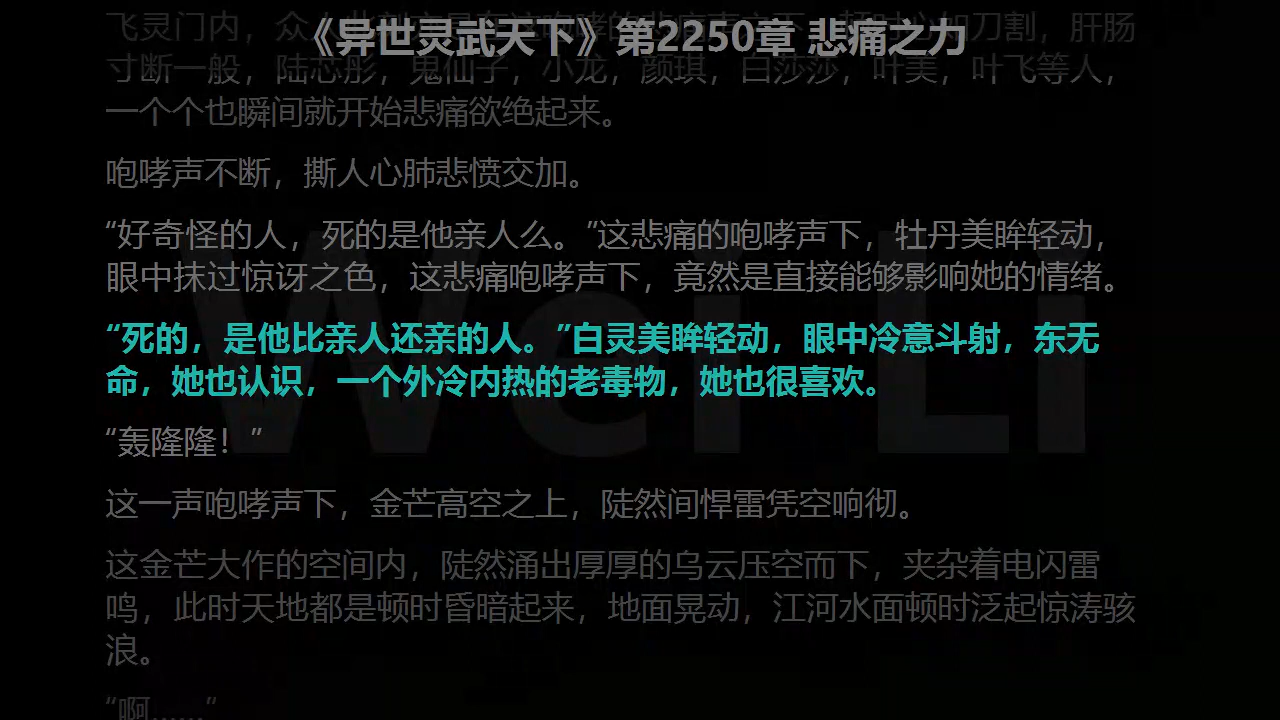 《异世灵武天下》第2250章 悲痛之力
飞灵门内，众人
刀割，肝肠
寸断一般，陆芯彤，鬼仙子，小龙，颜琪，白莎莎，叶美，叶飞等人，
一个个也瞬间就开始悲痛欲绝起来。
咆哮声不断，撕人心肺悲愤交加。
“好奇怪的人，死的是他亲人么。”这悲痛的咆哮声下，牡丹美眸轻动，
眼中抹过惊讶之色，这悲痛咆哮声下，竟然是直接能够影响她的情绪。
“死的，是他比亲人还亲的人。”白灵美眸轻动，眼中冷意斗射，东无
命，她也认识，一个外冷内热的老毒物，她也很喜欢。
“轰隆隆！”
这一声咆哮声下，金芒高空之上，陡然间悍雷凭空响彻。
这金芒大作的空间内，陡然涌出厚厚的乌云压空而下，夹杂着电闪雷
鸣，此时天地都是顿时昏暗起来，地面晃动，江河水面顿时泛起惊涛骇
浪。
“啊……”
Wei Li